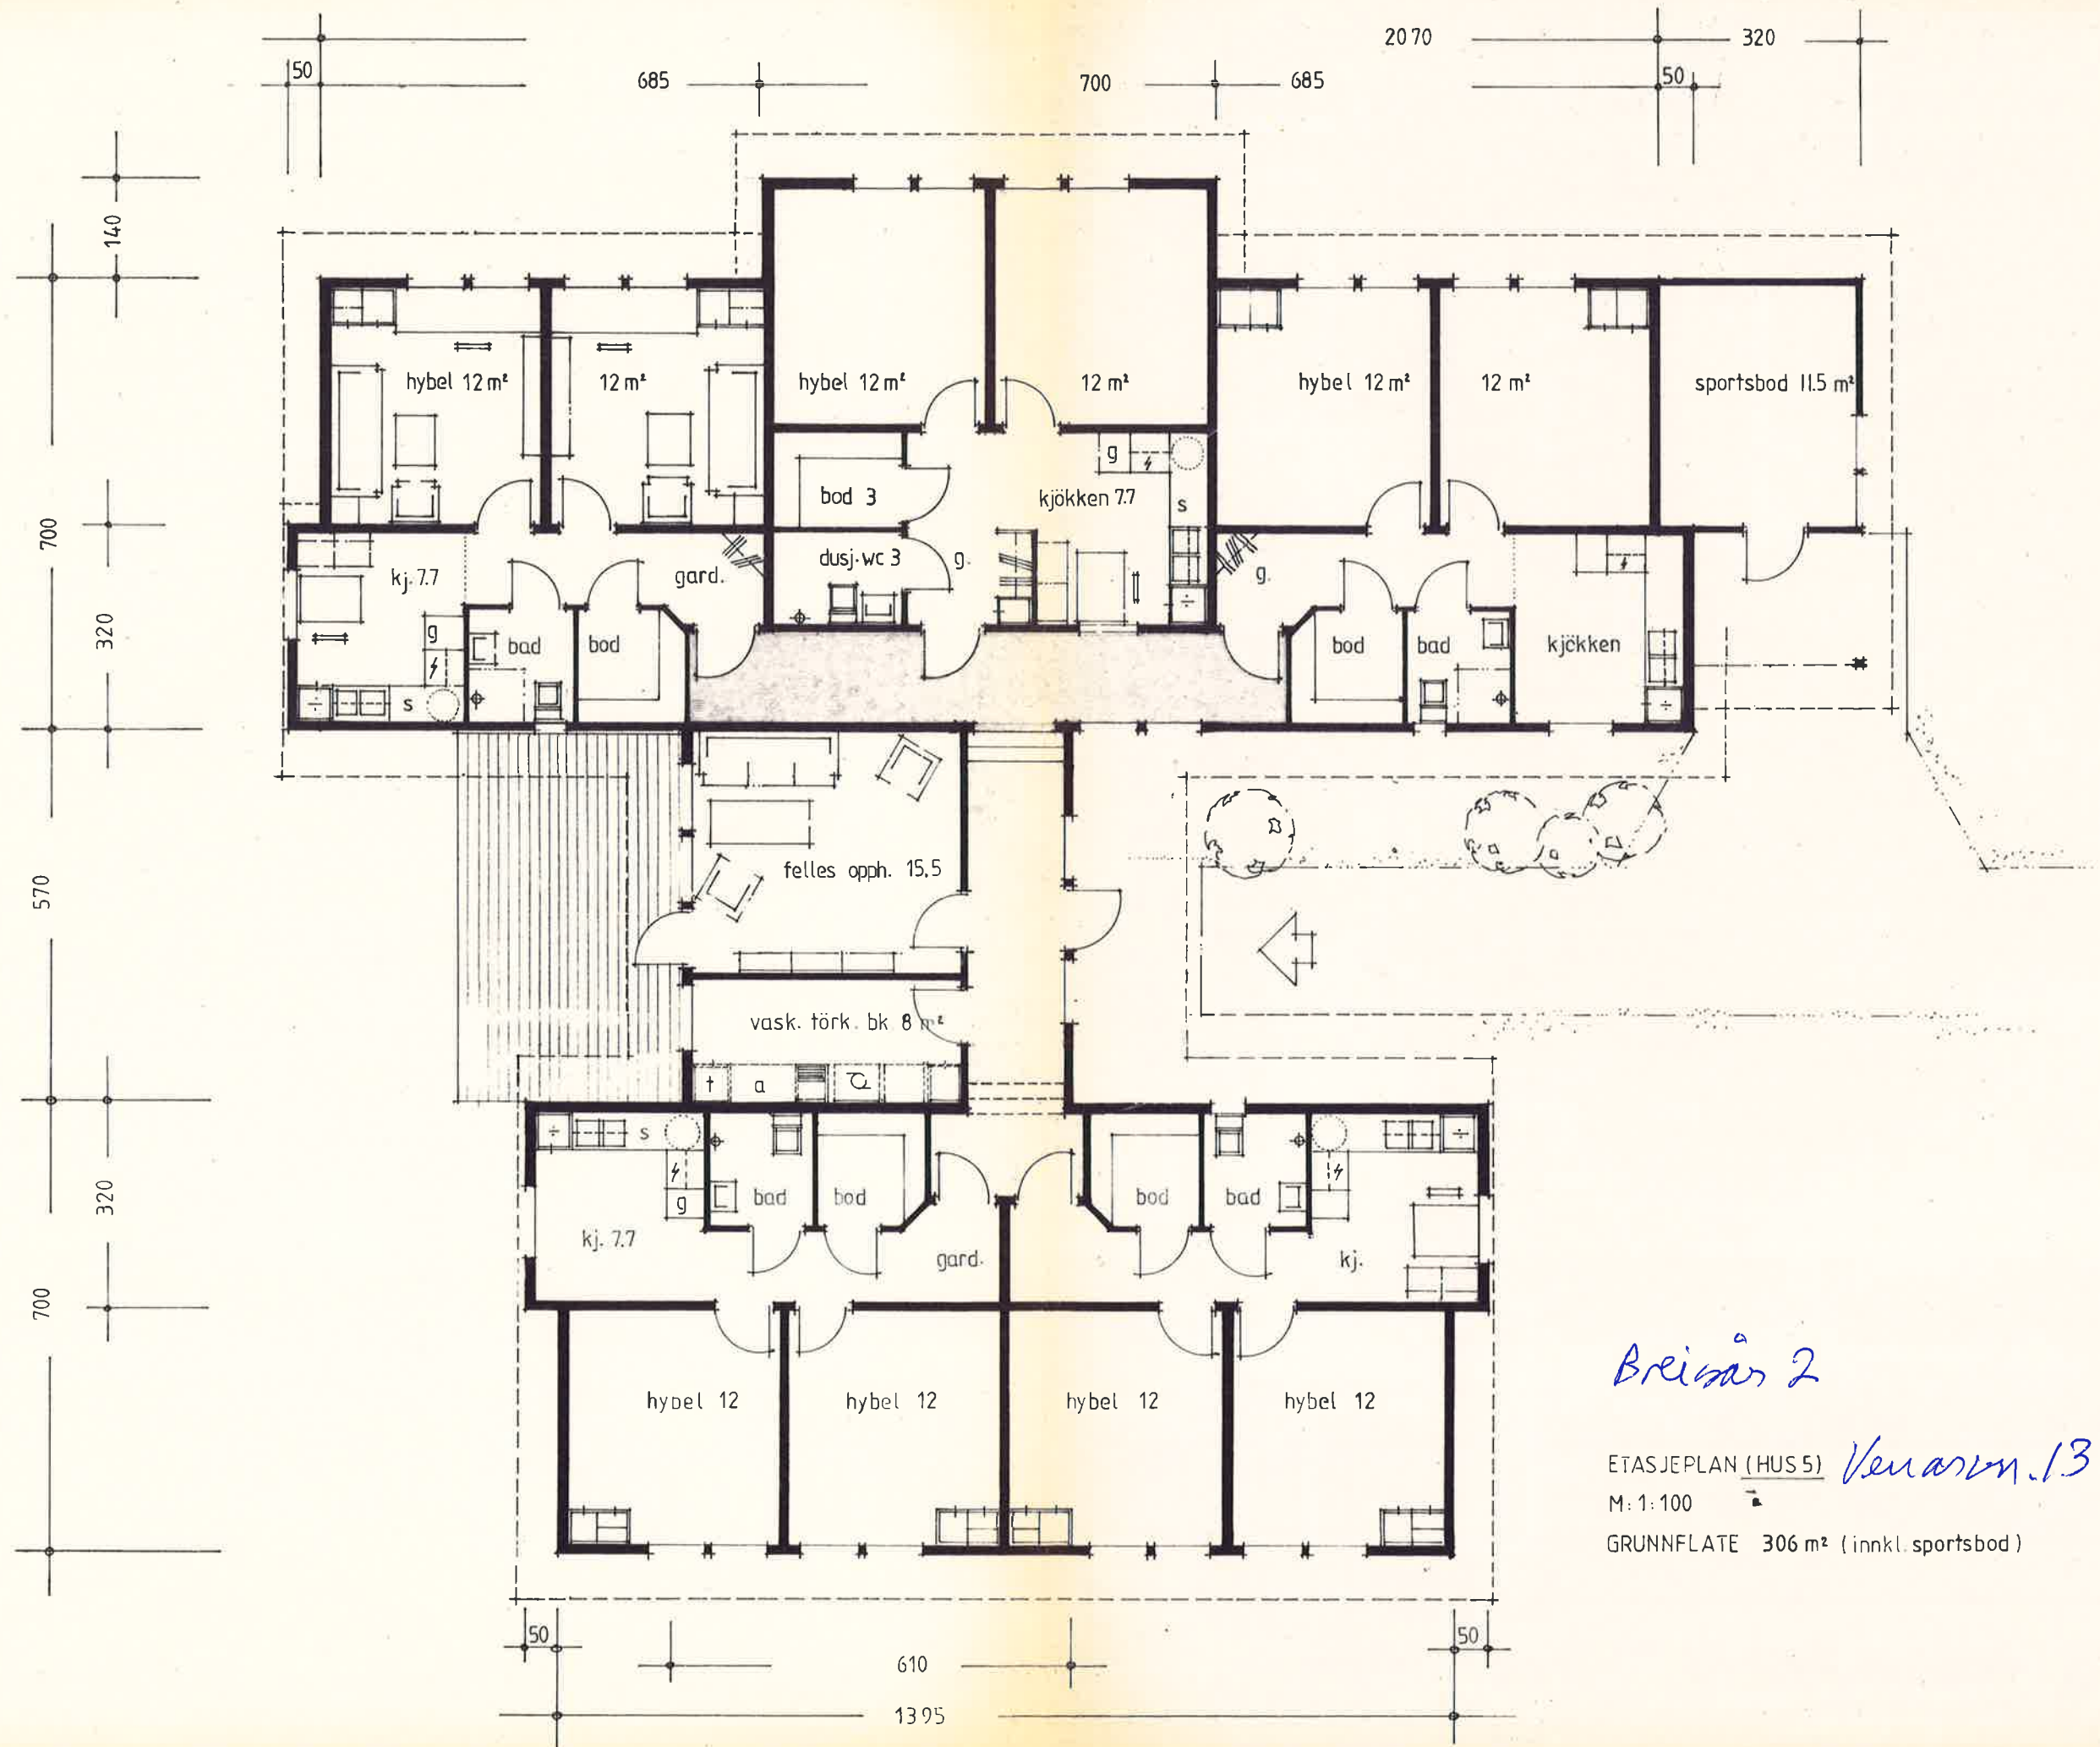 2070 320
50 685 700 685 50
140
hybel 12 m² 12 m² hybel 12 m² 12 m² hybel 12 m² 12 m² sportsbod 11.5 m²
g
bod 3 kjökken 7.7 s
700
kj. 7.7 gard. dusj. wc 3 g. g.
320
g bad bod bod bad kjökken
s
570
felles opph. 15,5
vask. törk. bk 8 m²
t a
s
320
g bad bod bod bad
kj. 7.7 gard. kj.
700
hybel 12 hybel 12 hybel 12 hybel 12
Breisås 2
ETASJEPLAN (HUS 5)
M: 1:100
GRUNNFLATE 306 m² (innkl. sportsbod)
50 50
610
1395